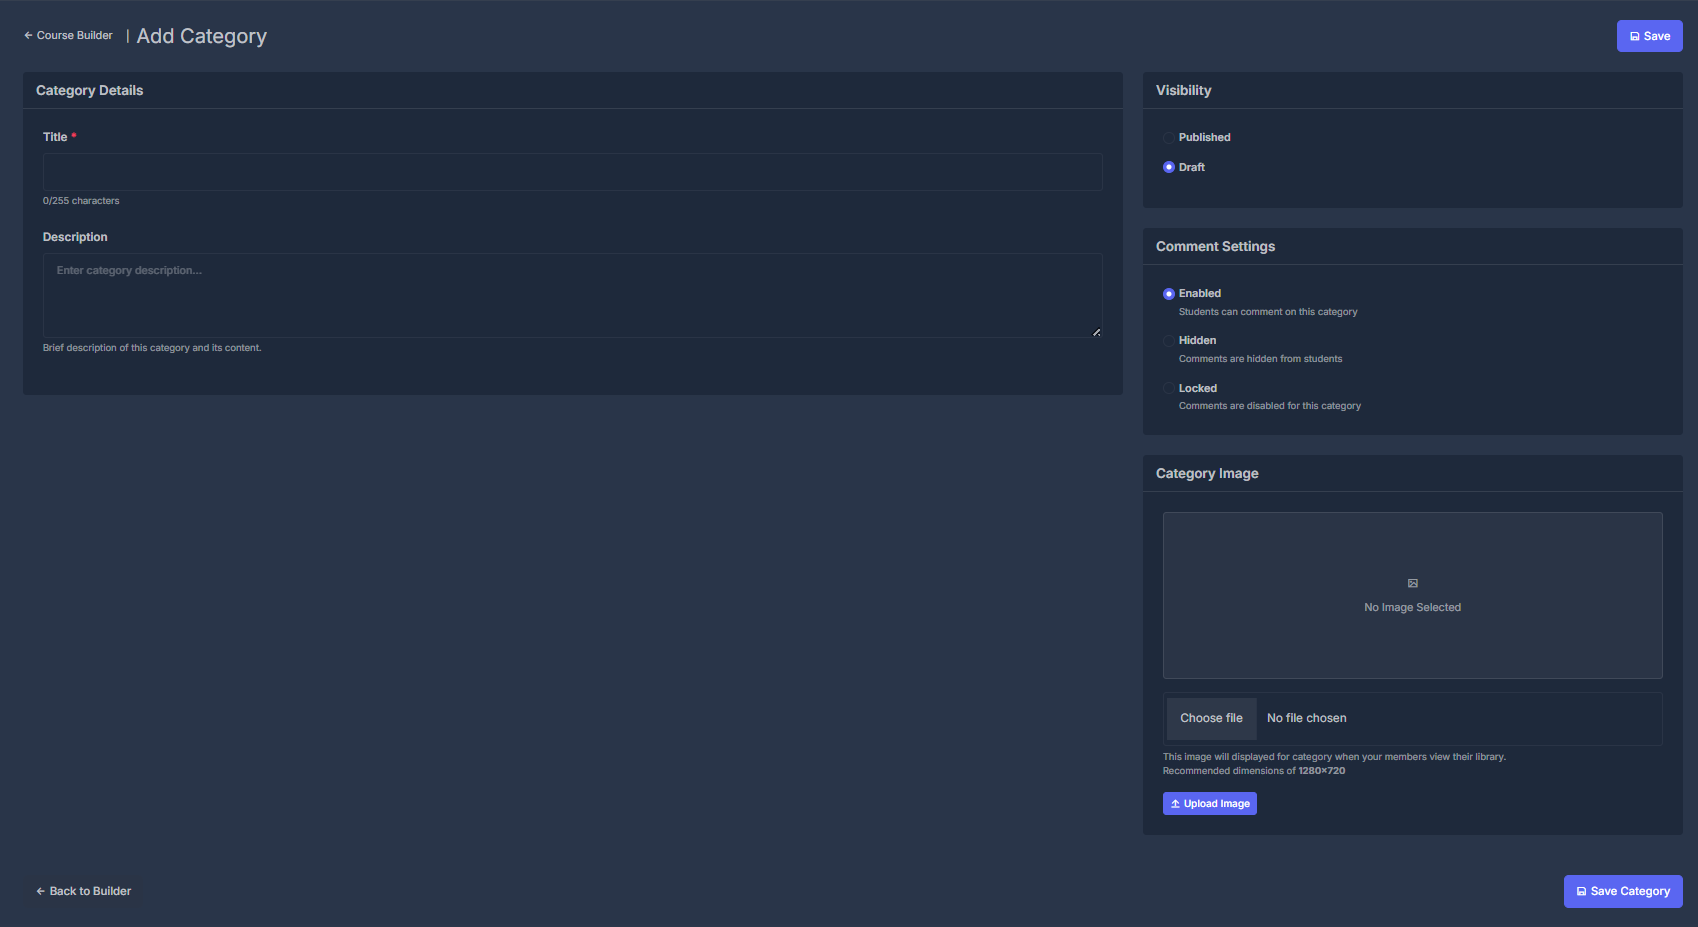 ← Course Builder | Add Category
Save
Category Details
Title *
0/255 characters
Description
Enter category description...
Brief description of this category and its content.
Visibility
Published
Draft
Comment Settings
Enabled
Students can comment on this category
Hidden
Comments are hidden from students
Locked
Comments are disabled for this category
Category Image
No Image Selected
Choose file No file chosen
This image will displayed for category when your members view their library.
Recommended dimensions of 1280×720
Upload Image
← Back to Builder
Save Category